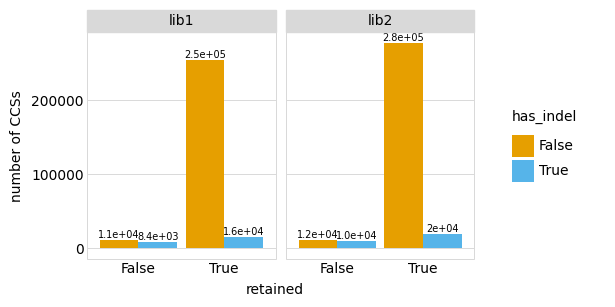 lib1
lib2
number of CCSs
200000
100000
0
2.5e+05
1.1e+04
8.4e+03
1.6e+04
2.8e+05
1.2e+04
1.0e+04
2e+04
False
True
False
True
retained
has_indel
False
True